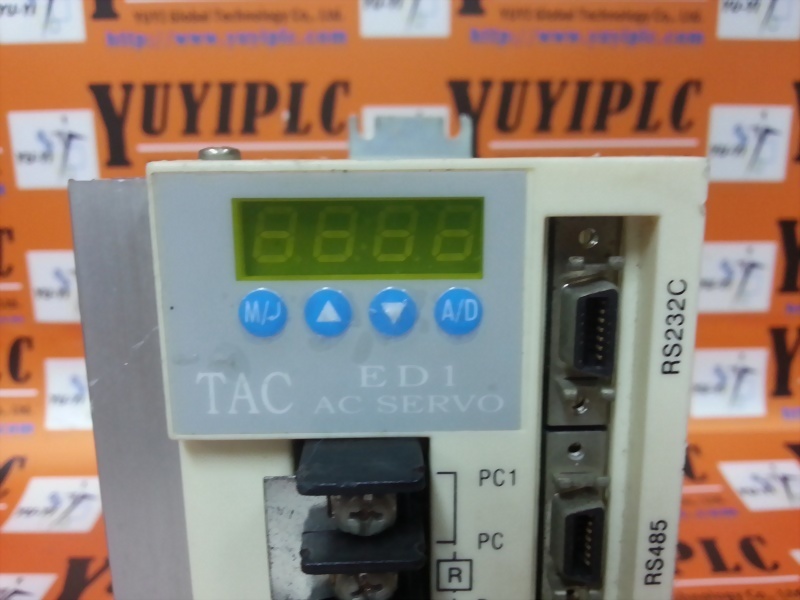 YUYI Global Technology Co., Ltd.
http://www.yuyiplc.com
YUYIPLC
YUYIPLC
M/
A/D
TAC
ED1
AC SERVO
RS232C
PC1
PC
R
RS485